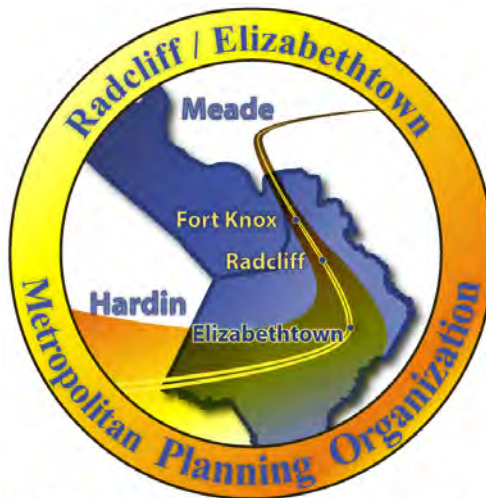 Radcliff / Elizabethtown
Meade
Fort Knox
Radcliff
Hardin
Elizabethtown
Metropolitan Planning Organization